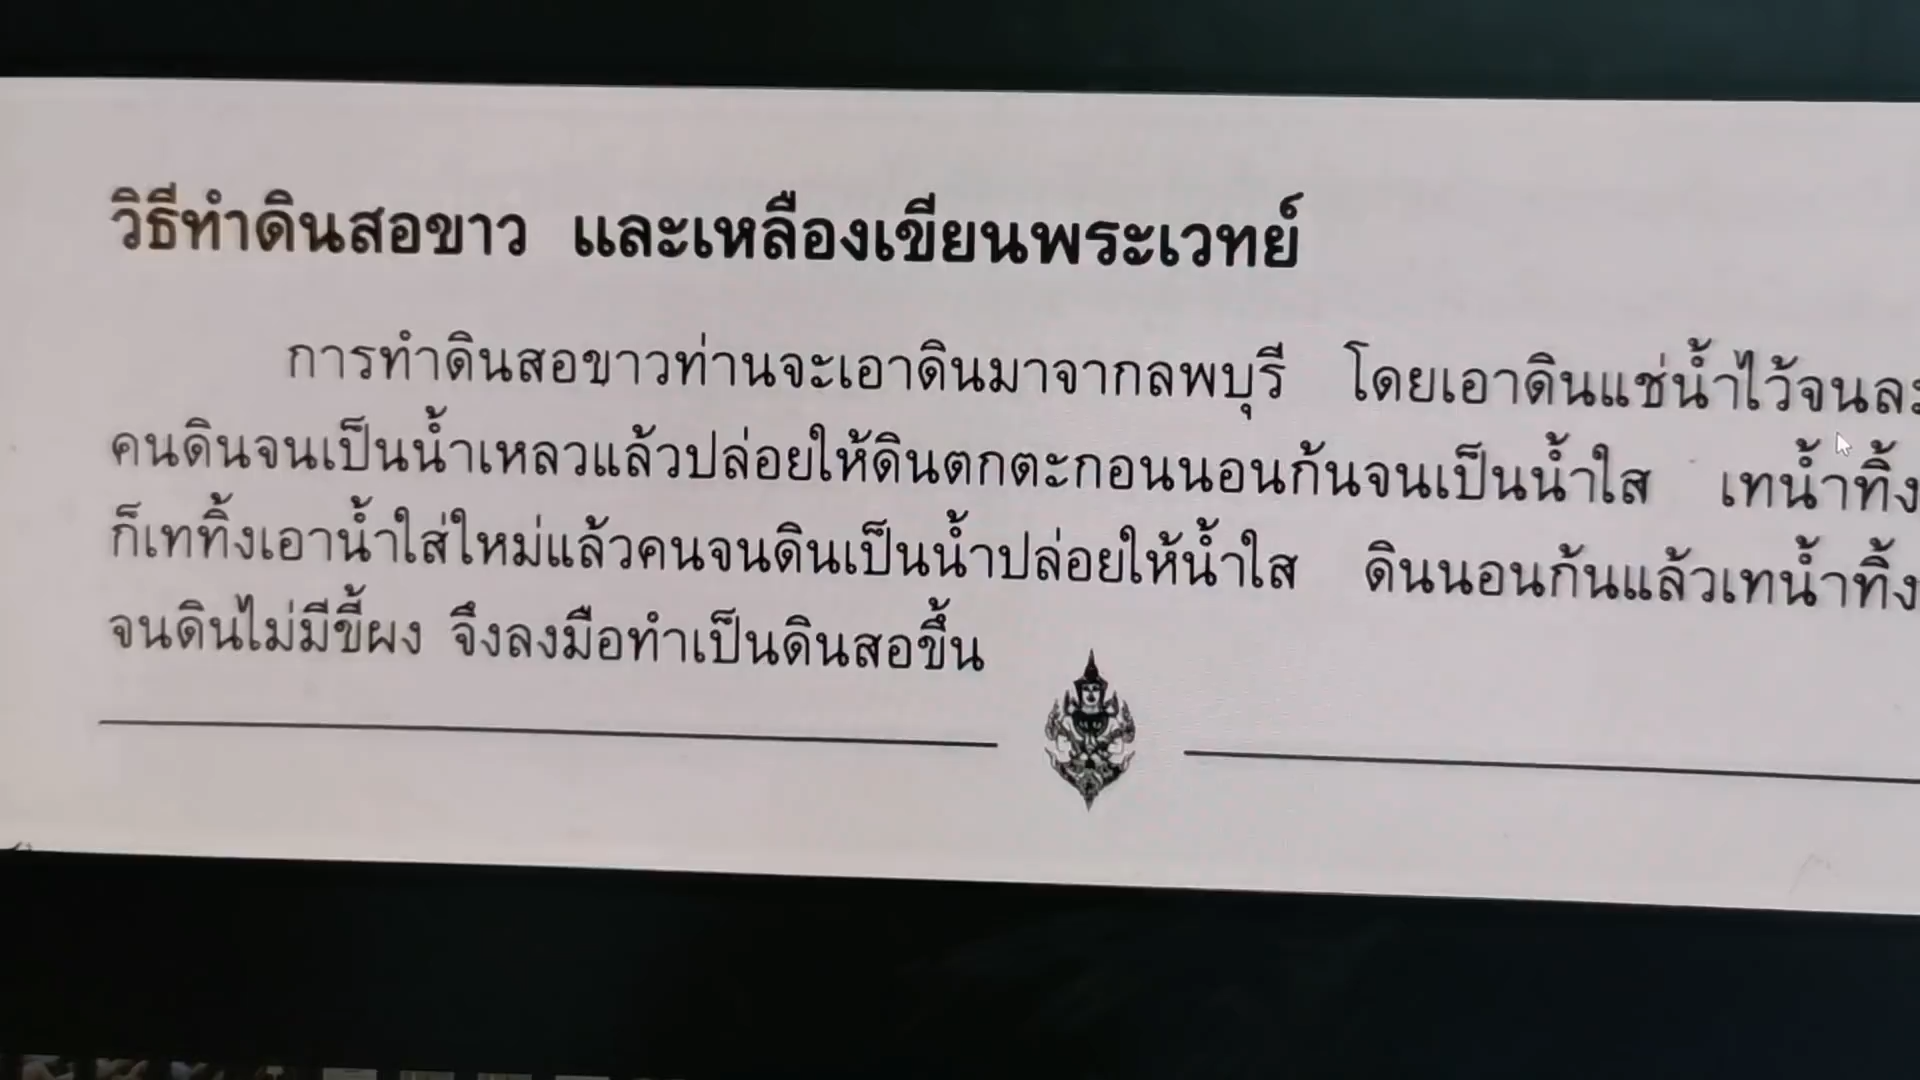 วิธีทำดินสอขาว และเหลืองเขียนพระเวทย์
การทำดินสอขาวท่านจะเอาดินมาจากลพบุรี โดยเอาดินแช่น้ำไว้จน
คนดินจนเป็นน้ำเหลวแล้วปล่อยให้ดินตกตะกอนนอนก้นจนเป็นน้ำใส เทน้ำทิ้ง
ก็เททิ้งเอาน้ำใส่ใหม่แล้วคนจนดินเป็นน้ำปล่อยให้น้ำใส ดินนอนก้นแล้วเทน้ำทิ้ง
จนดินไม่มีขี้ผง จึงลงมือทำเป็นดินสอขึ้น